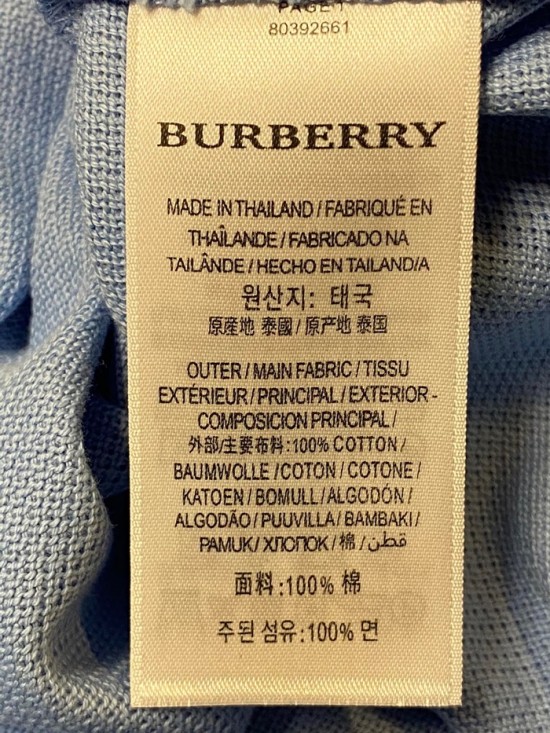 PAGE 1
80392661
BURBERRY
MADE IN THAILAND / FABRIQUÉ EN
THAÎLANDE / FABRICADO NA
TAILÂNDE / HECHO EN TAILAND/A
원산지: 태국
原産地 泰國 / 原产地 泰国
OUTER / MAIN FABRIC / TISSU
EXTÉRIEUR / PRINCIPAL / EXTERIOR -
COMPOSICION PRINCIPAL /
外部/主要布料:100% COTTON /
BAUMWOLLE / COTON / COTONE /
KATOEN / BOMULL / ALGODÓN /
ALGODÃO / PUUVILLA / BAMBAKI /
PAMUK / ХЛОПОК / 棉 / قطن /
面料:100% 棉
주된 섬유:100% 면